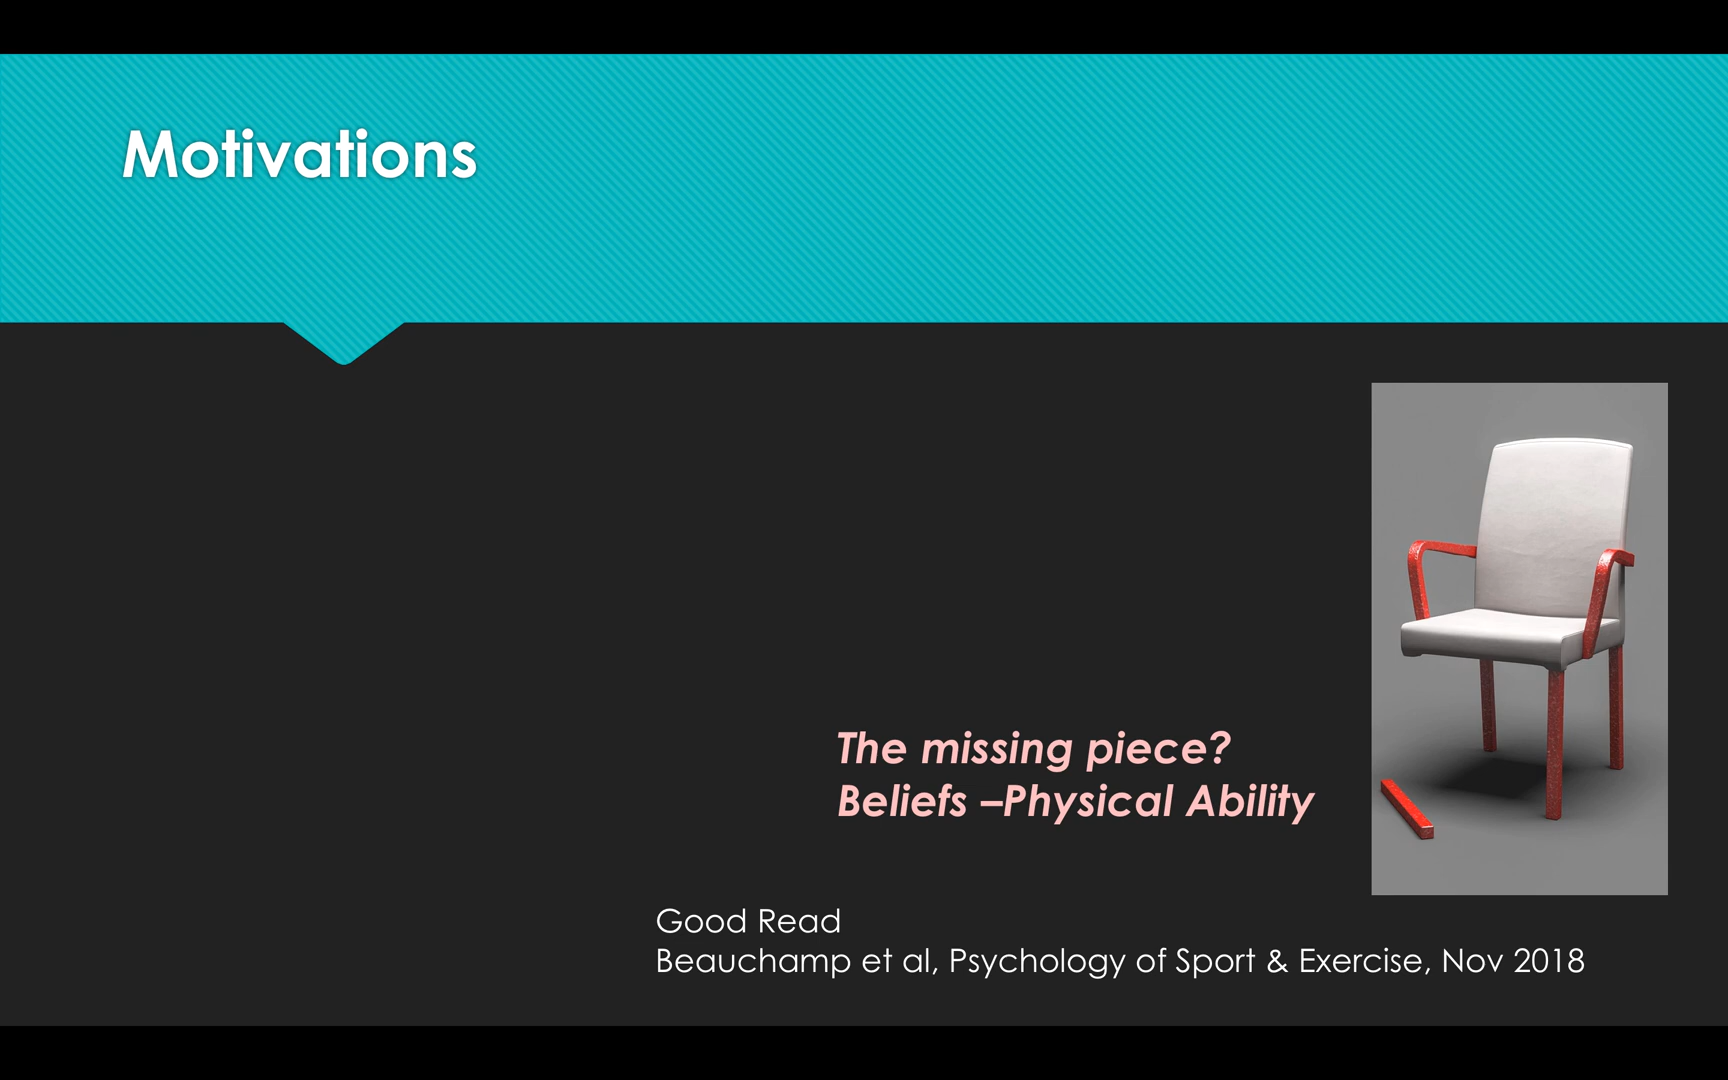 Motivations
The missing piece?
Beliefs –Physical Ability
Good Read
Beauchamp et al, Psychology of Sport & Exercise, Nov 2018